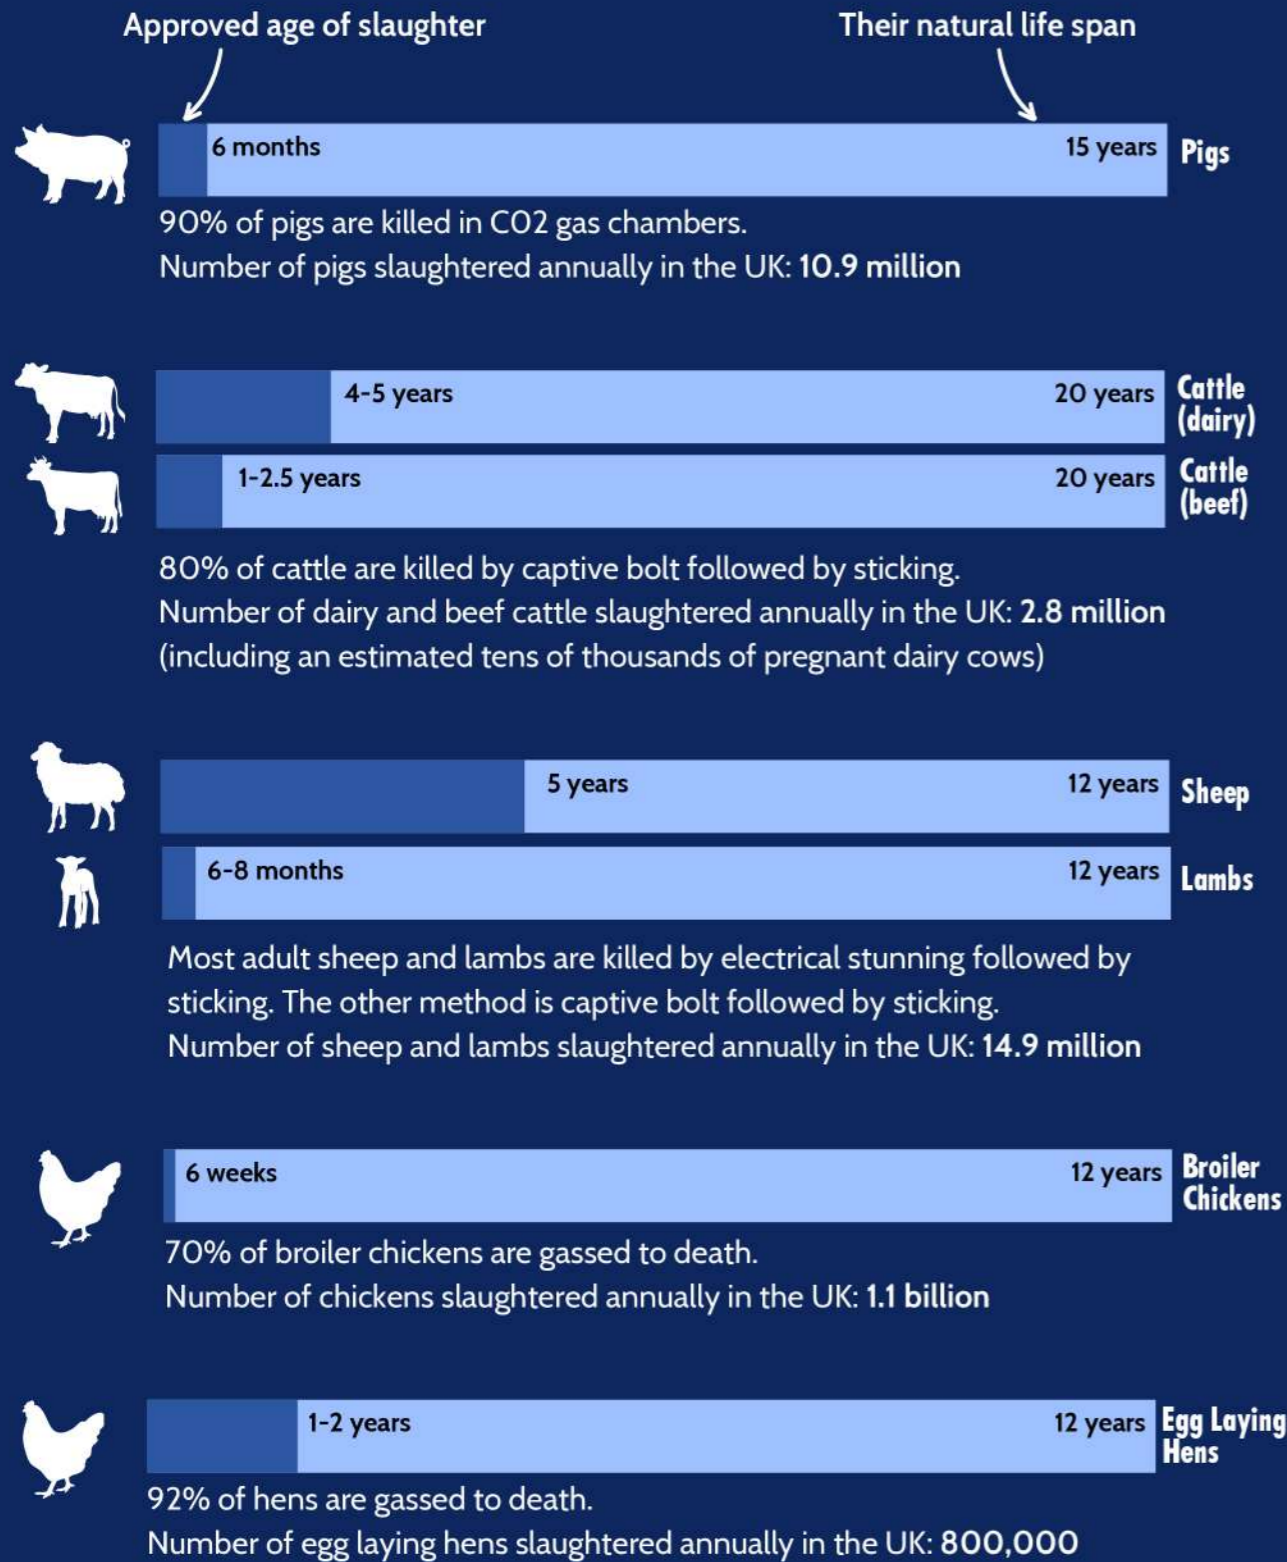 Approved age of slaughter
Their natural life span
6 months
15 years
Pigs
90% of pigs are killed in CO2 gas chambers.
Number of pigs slaughtered annually in the UK: 10.9 million
4-5 years
20 years
Cattle
(dairy)
1-2.5 years
20 years
Cattle
(beef)
80% of cattle are killed by captive bolt followed by sticking.
Number of dairy and beef cattle slaughtered annually in the UK: 2.8 million
(including an estimated tens of thousands of pregnant dairy cows)
5 years
12 years
Sheep
6-8 months
12 years
Lambs
Most adult sheep and lambs are killed by electrical stunning followed by
sticking. The other method is captive bolt followed by sticking.
Number of sheep and lambs slaughtered annually in the UK: 14.9 million
6 weeks
12 years
Broiler
Chickens
70% of broiler chickens are gassed to death.
Number of chickens slaughtered annually in the UK: 1.1 billion
1-2 years
12 years
Egg Laying
Hens
92% of hens are gassed to death.
Number of egg laying hens slaughtered annually in the UK: 800,000